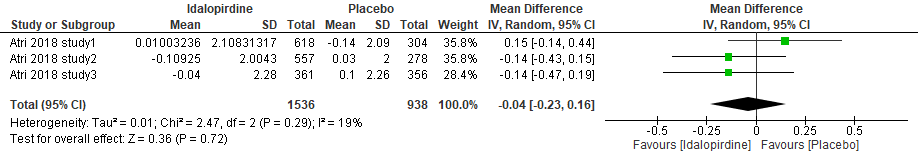 Idalopirdine Placebo Mean Difference Mean Difference
Study or Subgroup Mean SD Total Mean SD Total Weight IV, Random, 95% CI IV, Random, 95% CI
Atri 2018 study1 0.01003236 2.10831317 618 -0.14 2.09 304 35.8% 0.15 [-0.14, 0.44]
Atri 2018 study2 -0.10925 2.0043 557 0.03 2 278 35.8% -0.14 [-0.43, 0.15]
Atri 2018 study3 -0.04 2.28 361 0.1 2.26 356 28.4% -0.14 [-0.47, 0.19]
Total (95% CI) 1536 938 100.0% -0.04 [-0.23, 0.16]
Heterogeneity: Tau² = 0.01; Chi² = 2.47, df = 2 (P = 0.29); I² = 19%
Test for overall effect: Z = 0.36 (P = 0.72)
-0.5 -0.25 0 0.25 0.5
Favours [Idalopirdine] Favours [Placebo]